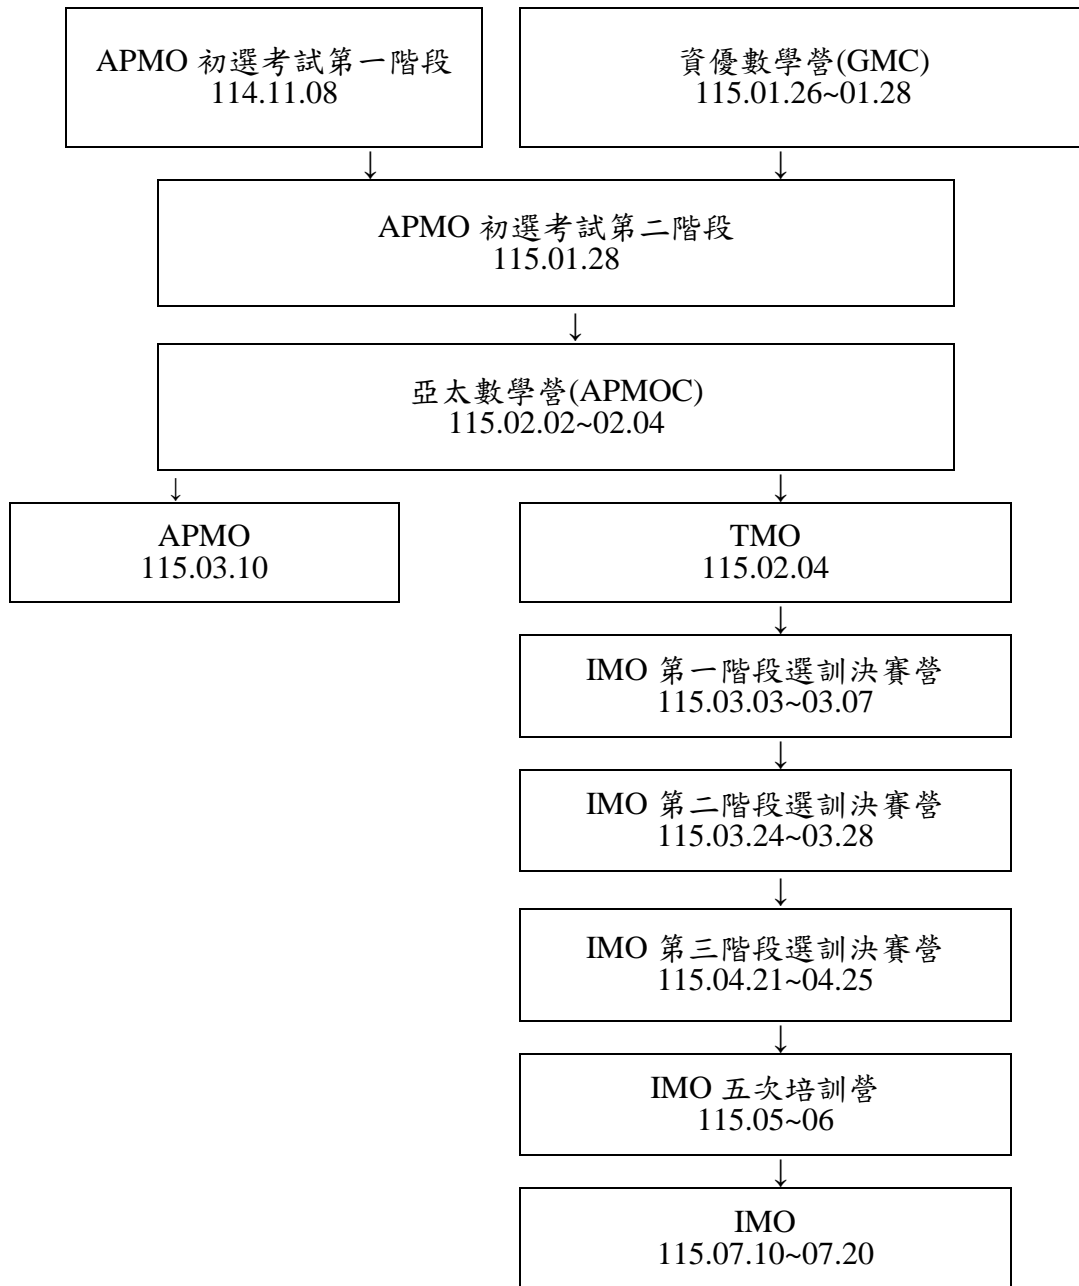 APMO 初選考試第一階段
114.11.08
資優數學營(GMC)
115.01.26~01.28
↓
↓
APMO 初選考試第二階段
115.01.28
↓
亞太數學營(APMOC)
115.02.02~02.04
↓
↓
APMO
115.03.10
TMO
115.02.04
↓
IMO 第一階段選訓決賽營
115.03.03~03.07
↓
IMO 第二階段選訓決賽營
115.03.24~03.28
↓
IMO 第三階段選訓決賽營
115.04.21~04.25
↓
IMO 五次培訓營
115.05~06
↓
IMO
115.07.10~07.20